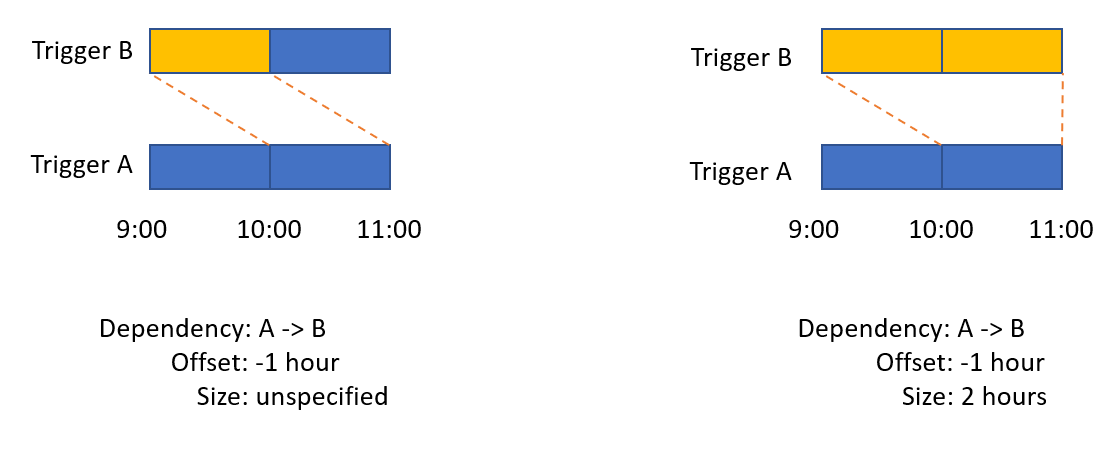 Trigger B
Trigger A
9:00 10:00 11:00
Dependency: A -> B
Offset: -1 hour
Size: unspecified
Trigger B
Trigger A
9:00 10:00 11:00
Dependency: A -> B
Offset: -1 hour
Size: 2 hours